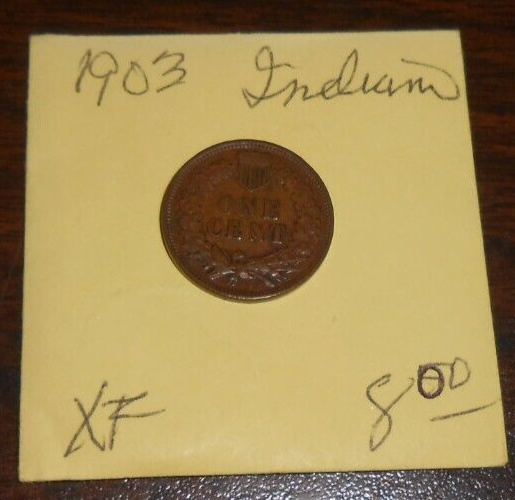 1903 Indian
ONE
CENT
XF 8.00